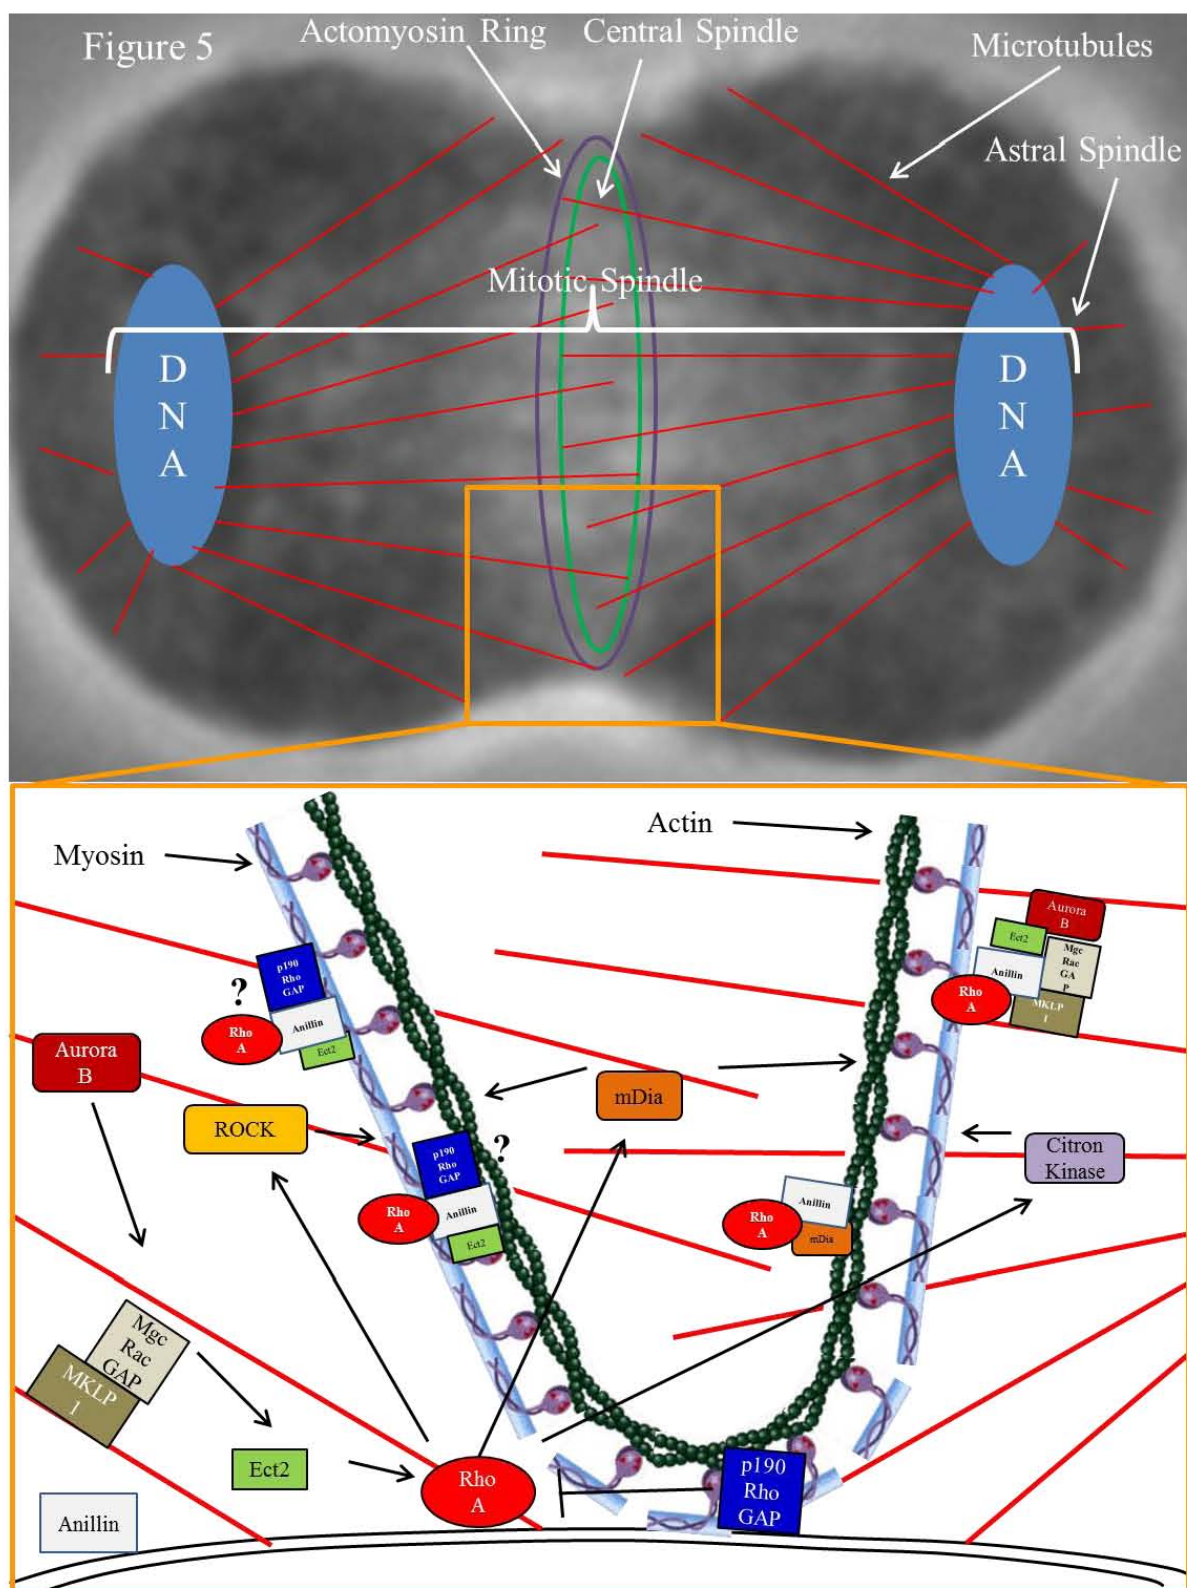 Figure 5
Actomyosin Ring
Central Spindle
Microtubules
Astral Spindle
Mitotic Spindle
D
N
A
D
N
A
Myosin
Actin
Aurora
B
Ect2
Anillin
Mgc
Rac
GA
P
Rho
A
MKLP
1
p190
Rho
GAP
?
Rho
A
Anillin
Ect2
Aurora
B
ROCK
mDia
Citron
Kinase
p190
Rho
GAP
?
Rho
A
Anillin
Ect2
Anillin
Rho
A
mDia
Mgc
Rac
GAP
MKLP
1
Ect2
Rho
A
p190
Rho
GAP
Anillin